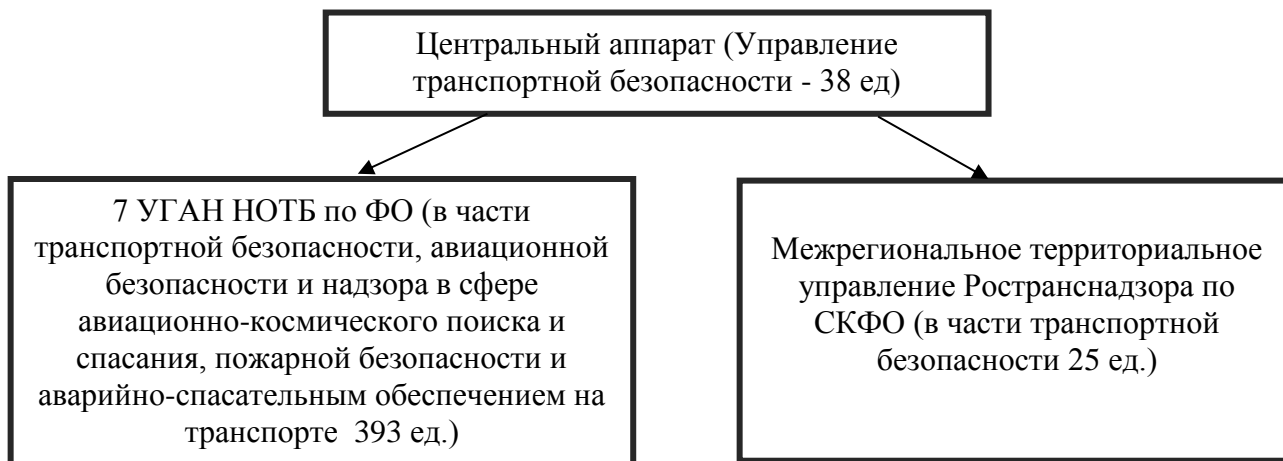 Центральный аппарат (Управление
транспортной безопасности - 38 ед)
7 УГАН НОТБ по ФО (в части
транспортной безопасности, авиационной
безопасности и надзора в сфере
авиационно-космического поиска и
спасания, пожарной безопасности и
аварийно-спасательным обеспечением на
транспорте 393 ед.)
Межрегиональное территориальное
управление Ространснадзора по
СКФО (в части транспортной
безопасности 25 ед.)